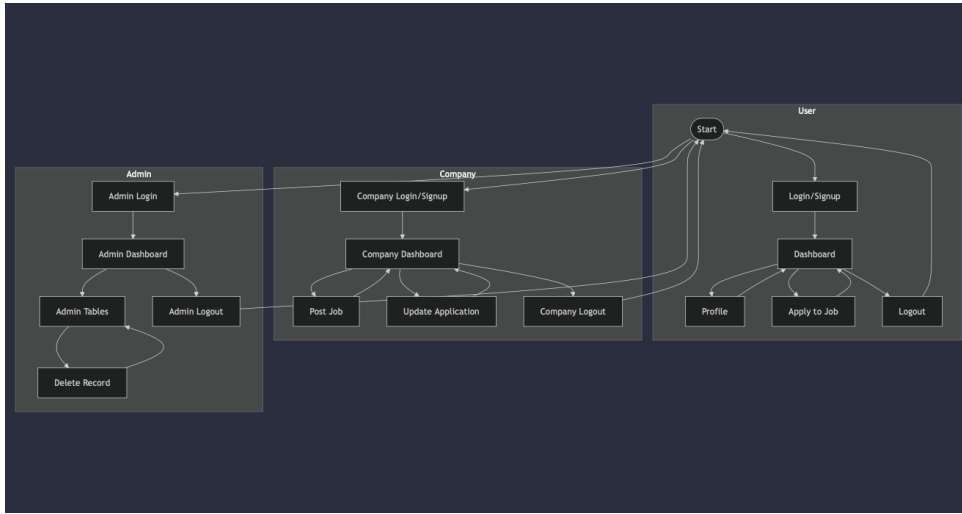 User
Start
Admin
Company
Admin Login
Company Login/Signup
Login/Signup
Admin Dashboard
Company Dashboard
Dashboard
Admin Tables
Admin Logout
Post Job
Update Application
Company Logout
Profile
Apply to Job
Logout
Delete Record